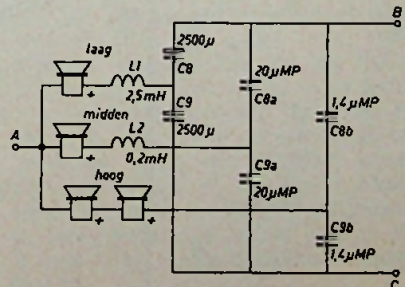 B
laag
L1
2500μ
C8
20μMP
C8a
1,4μMP
C8b
2,5mH
C9
midden
L2
2500μ
A
0,2mH
C9a
20μMP
hoog
C9b
1,4μMP
C
+
+
+
+